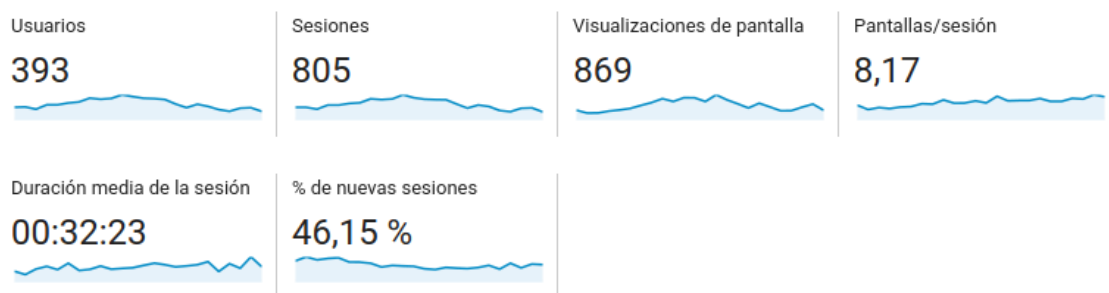 Usuarios
393
Sesiones
805
Visualizaciones de pantalla
869
Pantallas/sesión
8,17
Duración media de la sesión
00:32:23
% de nuevas sesiones
46,15 %